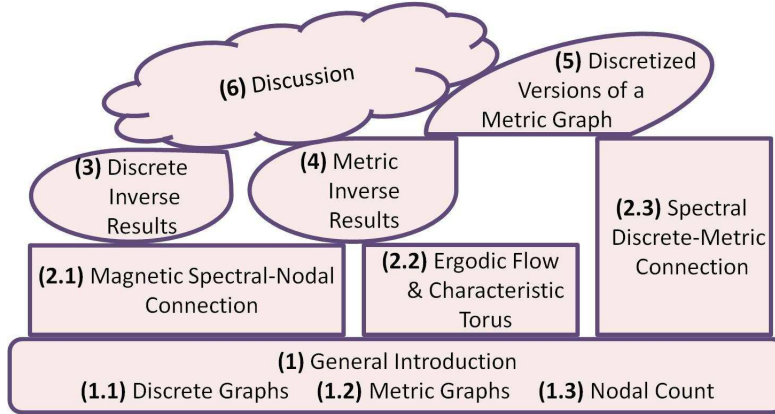 (6) Discussion
(5) Discretized
Versions of a
Metric Graph
(3) Discrete
Inverse
Results
(4) Metric
Inverse
Results
(2.3) Spectral
Discrete-Metric
Connection
(2.1) Magnetic Spectral-Nodal
Connection
(2.2) Ergodic Flow
& Characteristic
Torus
(1) General Introduction
(1.1) Discrete Graphs (1.2) Metric Graphs (1.3) Nodal Count